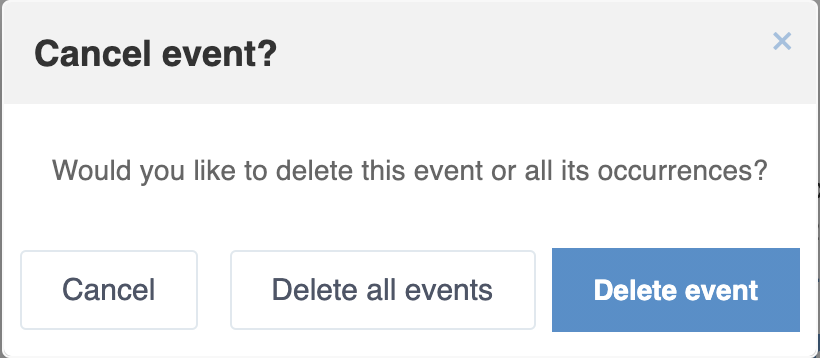 Cancel event?
×
Would you like to delete this event or all its occurrences?
Cancel
Delete all events
Delete event